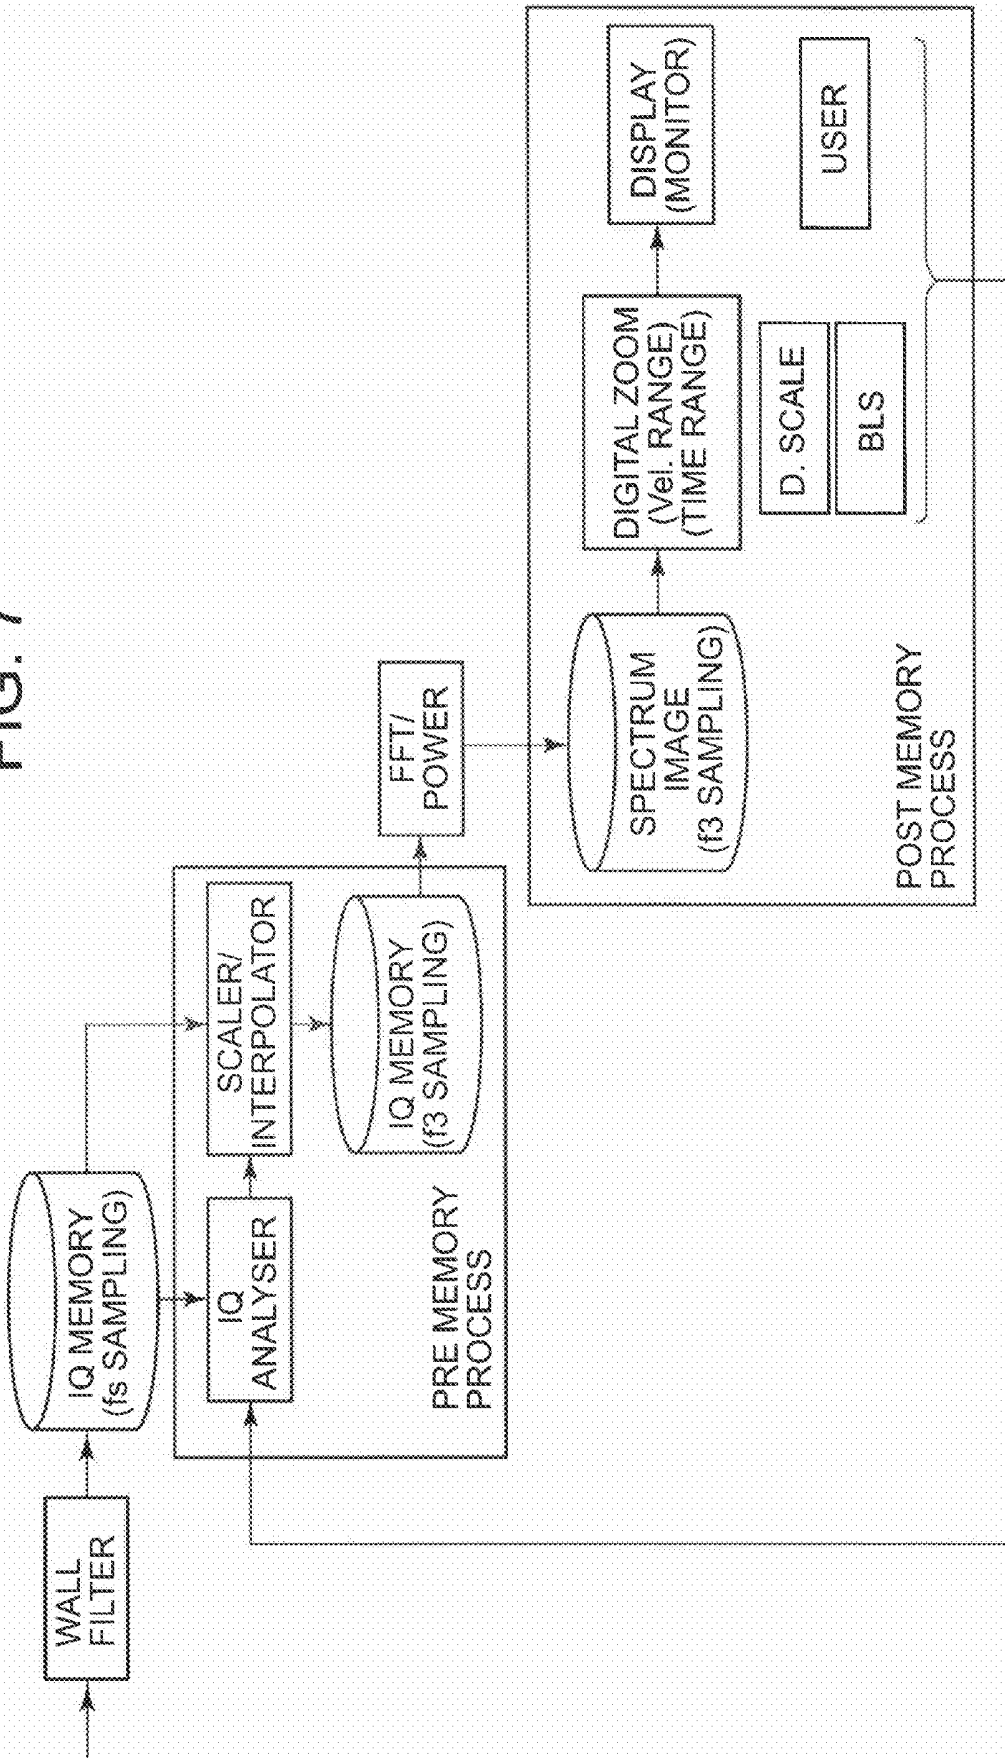 FIG. 7
WALL
FILTER
IQ MEMORY
(fs SAMPLING)
IQ
ANALYSER
SCALER/
INTERPOLATOR
IQ MEMORY
(f3 SAMPLING)
PRE MEMORY
PROCESS
FFT/
POWER
SPECTRUM
IMAGE
(f3 SAMPLING)
DIGITAL ZOOM
(Vel. RANGE)
(TIME RANGE)
DISPLAY
(MONITOR)
D. SCALE
BLS
USER
POST MEMORY
PROCESS